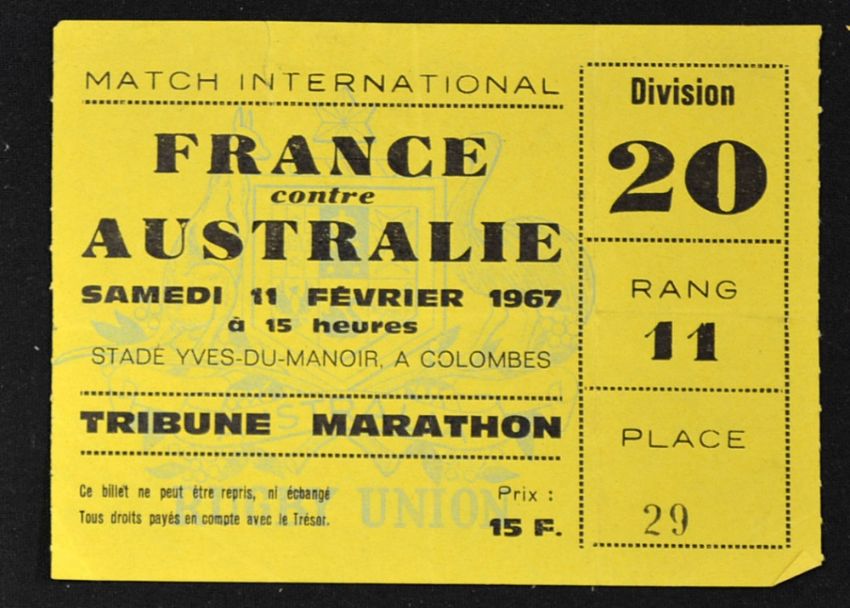 MATCH INTERNATIONAL
FRANCE
contre
AUSTRALIE
SAMEDI 11 FÉVRIER 1967
à 15 heures
STADE YVES-DU-MANOIR, A COLOMBES
TRIBUNE MARATHON
Ce billet ne peut être repris, ni échangé
Tous droits payés en compte avec le Trésor.
Prix :
15 F.
RUGBY UNION
Division
20
RANG
11
PLACE
29